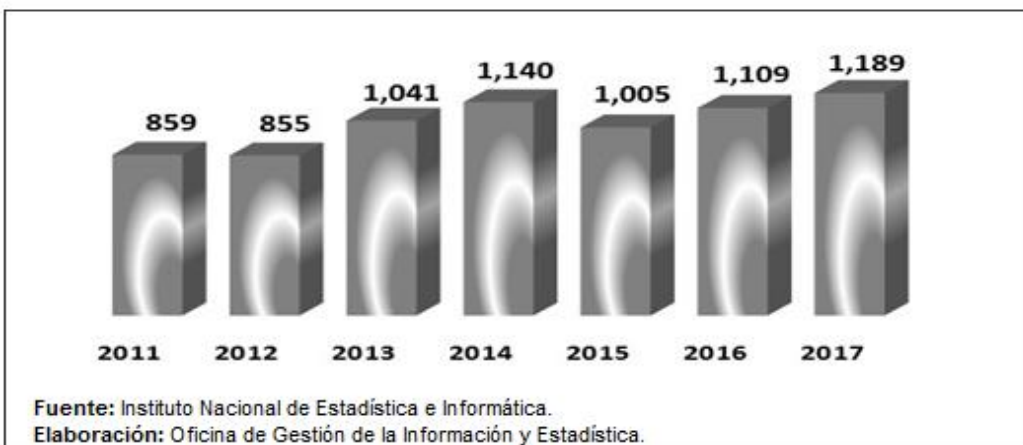 859 855 1,041 1,140 1,005 1,109 1,189
2011 2012 2013 2014 2015 2016 2017
Fuente: Instituto Nacional de Estadística e Informática.
Elaboración: Oficina de Gestión de la Información y Estadística.